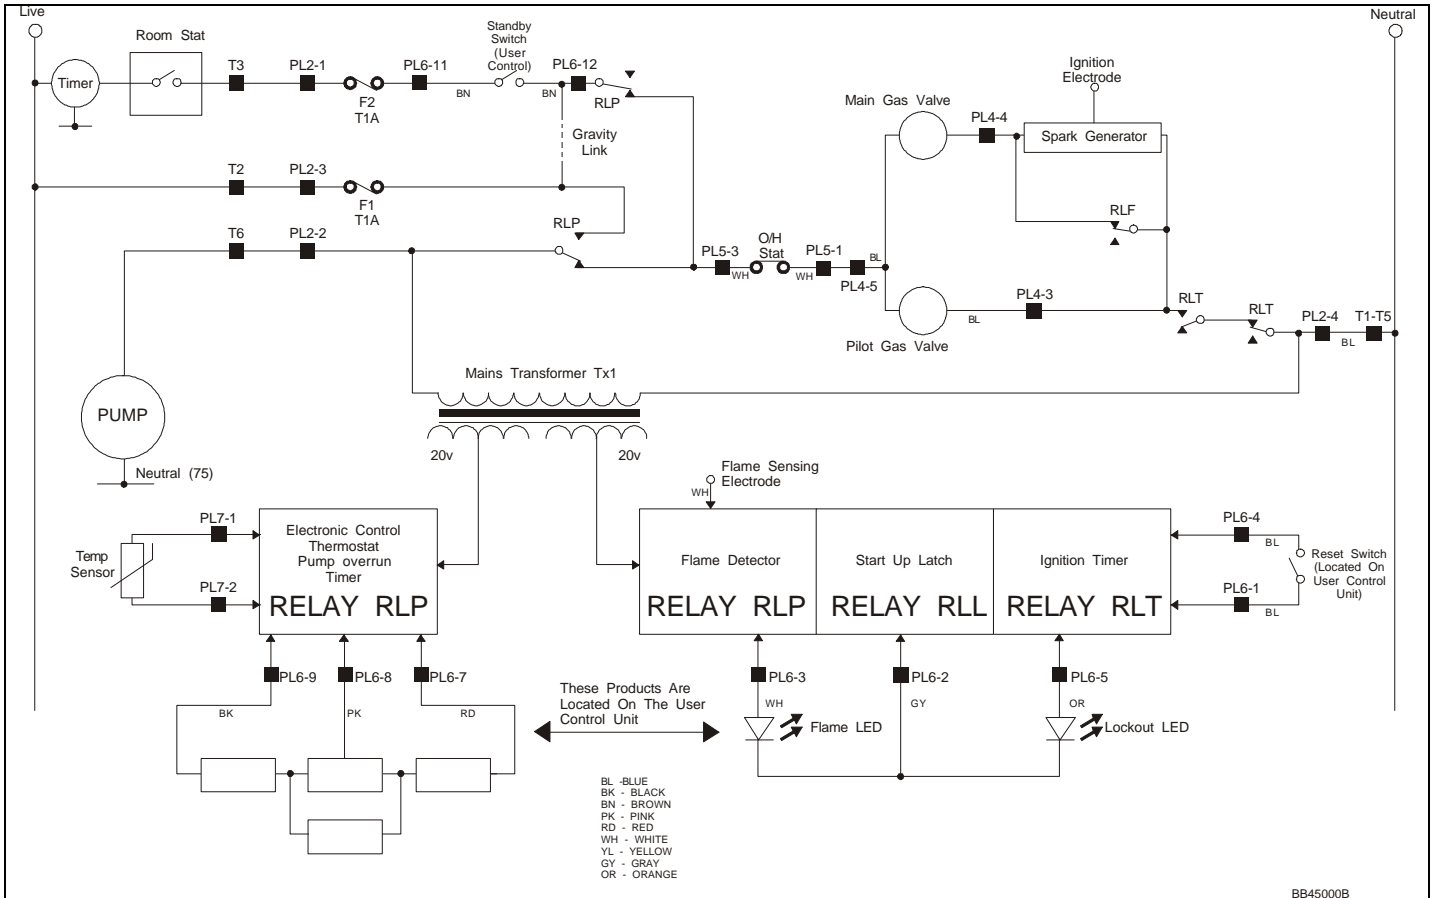 Live
Neutral
Room Stat
Standby
Switch
(User
Control)
Timer
T3
PL2-1
PL6-11
PL6-12
F2
T1A
BN
BN
RLP
Gravity
Link
Ignition
Electrode
Main Gas Valve
PL4-4
Spark Generator
T2
PL2-3
F1
T1A
RLP
RLF
T6
PL2-2
PL5-3
WH
O/H
Stat
WH
PL5-1
BL
PL4-5
PL4-3
BL
Pilot Gas Valve
RLT
RLT
PL2-4
BL
T1-T5
Mains Transformer Tx1
PUMP
Neutral (75)
20v
20v
Flame Sensing
Electrode
WH
PL7-1
Temp
Sensor
PL7-2
Electronic Control
Thermostat
Pump overrun
Timer
RELAY RLP
Flame Detector
RELAY RLP
Start Up Latch
RELAY RLL
Ignition Timer
RELAY RLT
PL6-4
BL
Reset Switch
(Located On
User Control
Unit)
PL6-1
BL
PL6-9
PL6-8
PL6-7
BK
PK
RD
These Products Are
Located On The User
Control Unit
PL6-3
PL6-2
PL6-5
WH
GY
OR
Flame LED
Lockout LED
BL -BLUE
BK - BLACK
BN - BROWN
PK - PINK
RD - RED
WH - WHITE
YL - YELLOW
GY - GRAY
OR - ORANGE
BB45000B